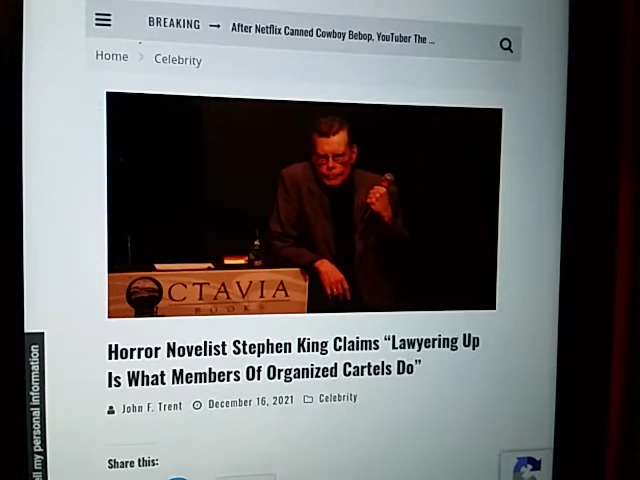 BREAKING → After Netflix Canned Cowboy Bebop, YouTuber The ...
Home > Celebrity
OCTAVIA
BOOKS
Horror Novelist Stephen King Claims “Lawyering Up
Is What Members Of Organized Cartels Do”
John F. Trent December 16, 2021 Celebrity
ll my personal information
Share this: